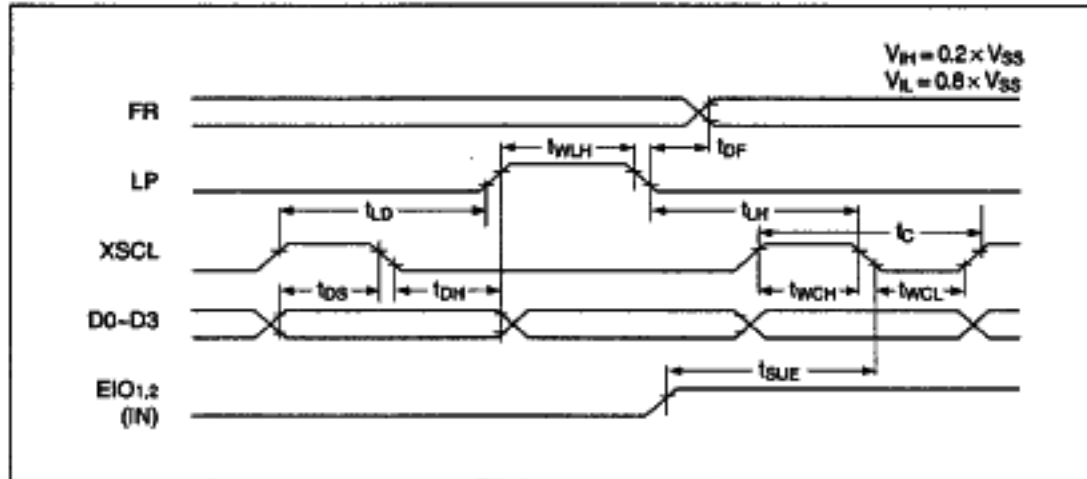 VIH = 0.2 × VSS
VIL = 0.8 × VSS
FR
tDF
tWLH
LP
tLD
tLH
tC
XSCL
tDS
tDH
tWCH
tWCL
D0~D3
tSUE
EIO1,2
(IN)